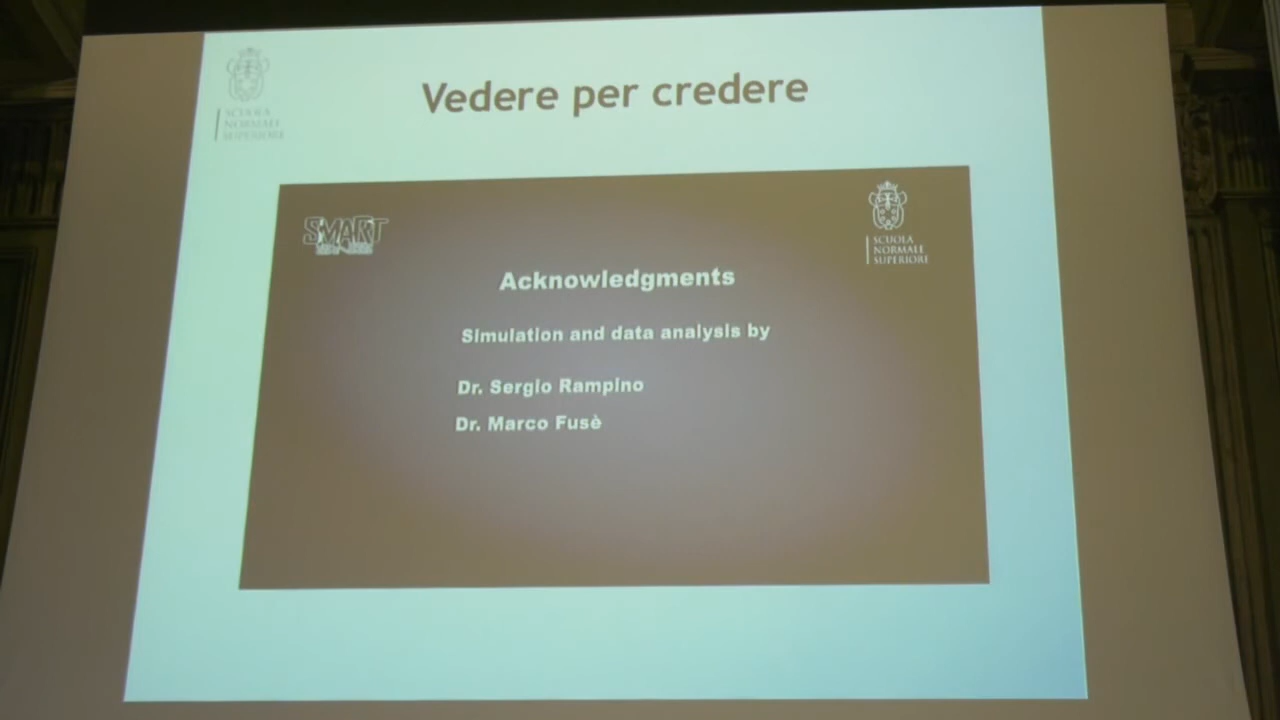 Vedere per credere
SCUOLA
NORMALE
SUPERIORE
SMART
SCUOLA
NORMALE
SUPERIORE
Acknowledgments
Simulation and data analysis by
Dr. Sergio Rampino
Dr. Marco Fusè